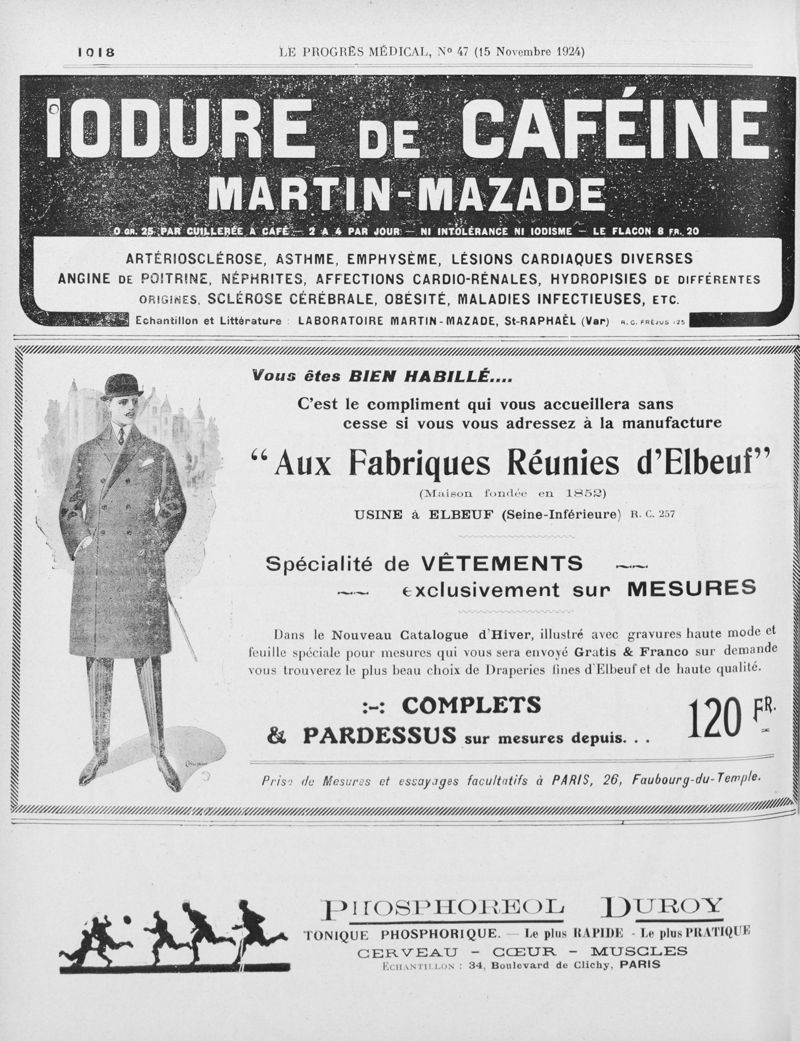 1018
LE PROGRÈS MÉDICAL, No 47 (15 Novembre 1924)
IODURE DE CAFÉINE
MARTIN-MAZADE
0 GR. 25 PAR CUILLERÉE A CAFÉ — 2 A 4 PAR JOUR — NI INTOLÉRANCE NI IODISME — LE FLACON 8 FR. 20
ARTÉRIOSCLÉROSE, ASTHME, EMPHYSÈME, LÉSIONS CARDIAQUES DIVERSES
ANGINE DE POITRINE, NÉPHRITES, AFFECTIONS CARDIO-RÉNALES, HYDROPISIES DE DIFFÉRENTES
ORIGINES, SCLÉROSE CÉRÉBRALE, OBÉSITÉ, MALADIES INFECTIEUSES, ETC.
Echantillon et Littérature : LABORATOIRE MARTIN-MAZADE, St-RAPHAËL (Var) R. C. FRÉJUS 125
Vous êtes BIEN HABILLÉ....
C'est le compliment qui vous accueillera sans
cesse si vous vous adressez à la manufacture
"Aux Fabriques Réunies d'Elbeuf"
(Maison fondée en 1852)
USINE à ELBEUF (Seine-Inférieure) R. C. 257
Spécialité de VÊTEMENTS
exclusivement sur MESURES
Dans le Nouveau Catalogue d'Hiver, illustré avec gravures haute mode et
feuille spéciale pour mesures qui vous sera envoyé Gratis & Franco sur demande
vous trouverez le plus beau choix de Draperies fines d'Elbeuf et de haute qualité.
:-: COMPLETS
& PARDESSUS sur mesures depuis. . . 120 FR.
Prise de Mesures et essayages facultatifs à PARIS, 26, Faubourg-du-Temple.
PHOSPHOREOL DUROY
TONIQUE PHOSPHORIQUE. — Le plus RAPIDE - Le plus PRATIQUE
CERVEAU - CŒUR - MUSCLES
ECHANTILLON : 34, Boulevard de Clichy, PARIS